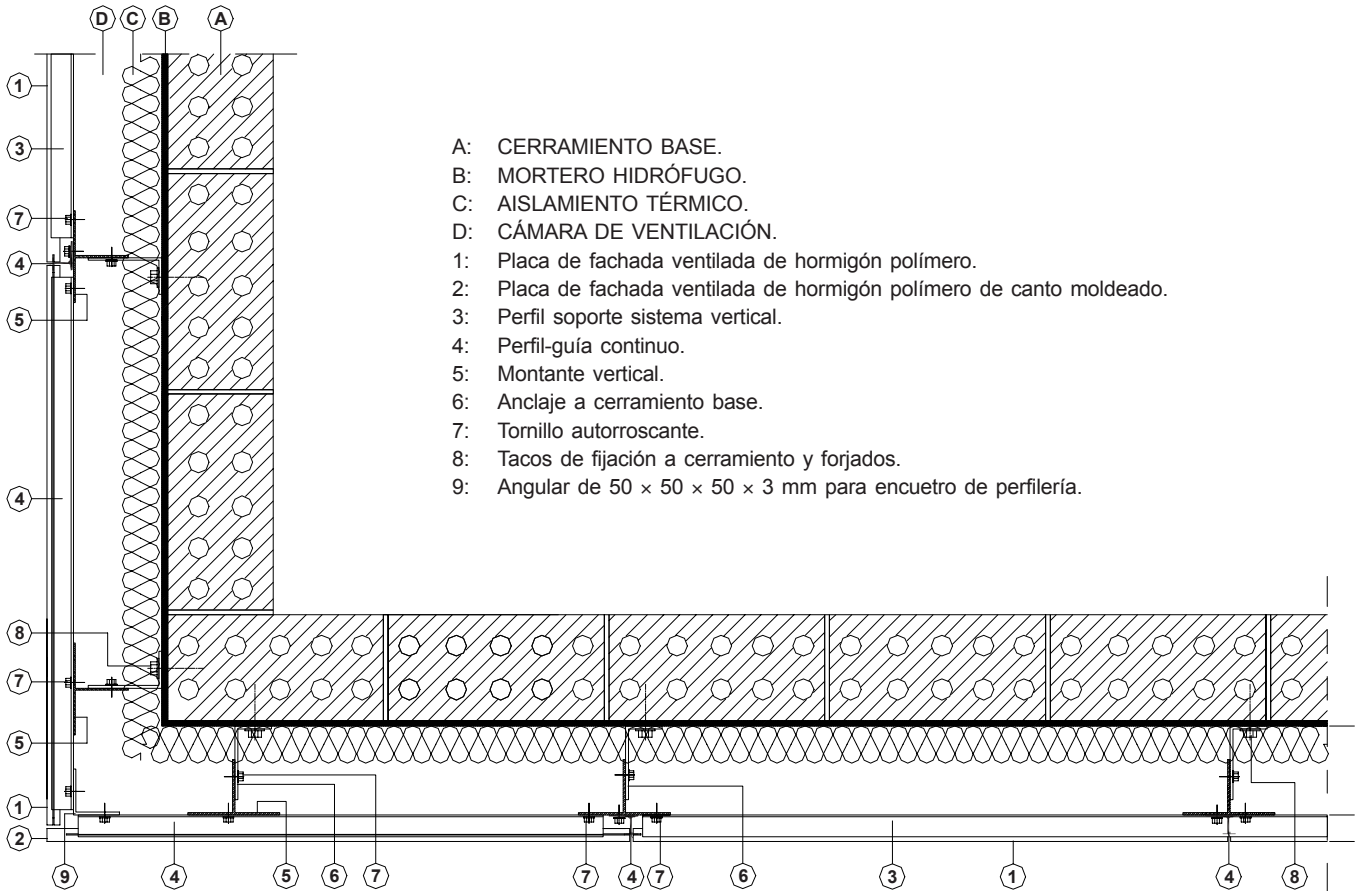 D C B A
1
3
7
4
5
4
8
7
5
1
2
A: CERRAMIENTO BASE.
B: MORTERO HIDRÓFUGO.
C: AISLAMIENTO TÉRMICO.
D: CÁMARA DE VENTILACIÓN.
1: Placa de fachada ventilada de hormigón polímero.
2: Placa de fachada ventilada de hormigón polímero de canto moldeado.
3: Perfil soporte sistema vertical.
4: Perfil-guía continuo.
5: Montante vertical.
6: Anclaje a cerramiento base.
7: Tornillo autorroscante.
8: Tacos de fijación a cerramiento y forjados.
9: Angular de 50 × 50 × 50 × 3 mm para encuetro de perfilería.
9 4 5 6 7 7 4 7 6 3 1 4 8